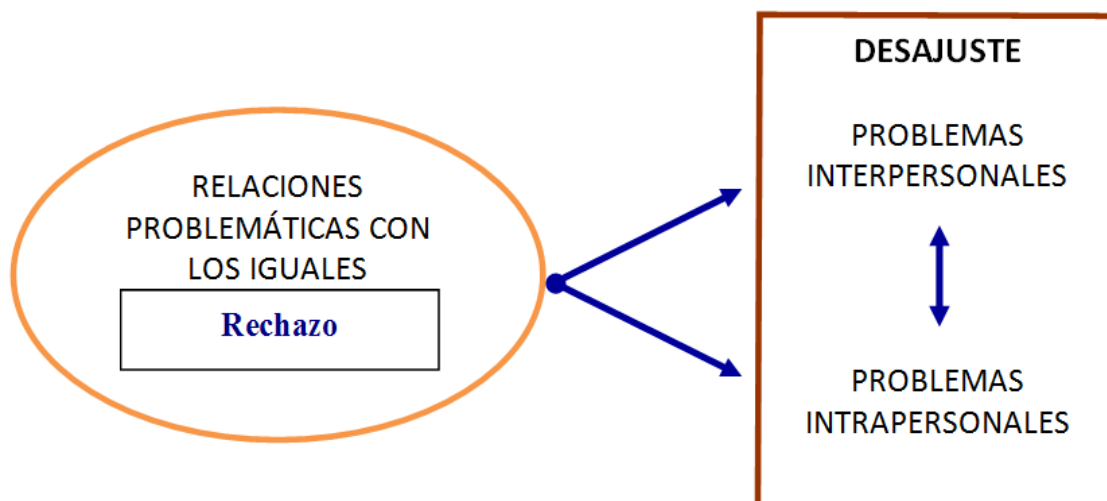 RELACIONES
PROBLEMÁTICAS CON
LOS IGUALES
Rechazo
DESAJUSTE
PROBLEMAS
INTERPERSONALES
PROBLEMAS
INTRAPERSONALES